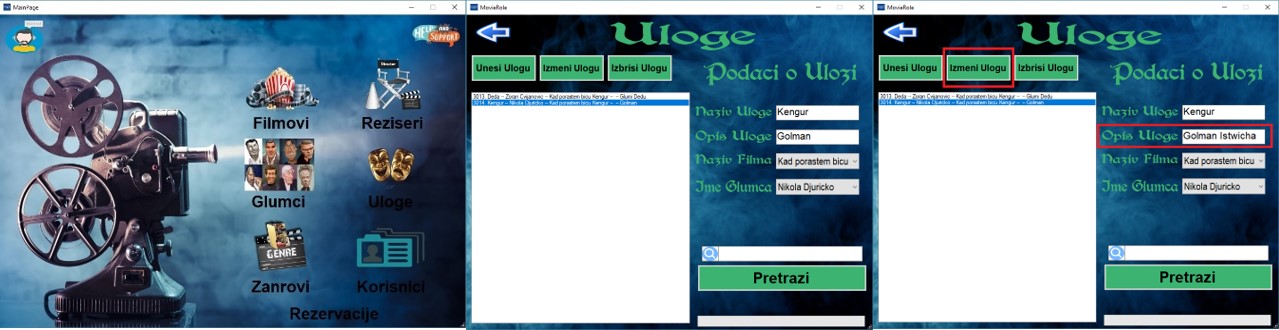 MainPage
HELP AND SUPPORT
Filmovi
Reziseri
Glumci
Uloge
GENRE
Zanrovi
Korisnici
Rezervacije
MovieRole
Uloge
Unesi Ulogu
Izmeni Ulogu
Izbrisi Ulogu
Podaci o Ulozi
3013. Deda ~ Zoran Cvijanovic ~ Kad porastem bicu Kengur ~ ~ Glumi Dedu
3014. Kengur ~ Nikola Djuricko ~ Kad porastem bicu Kengur ~ ~ Golman
Naziv Uloge Kengur
Opis Uloge Golman
Naziv Filma Kad porastem bicu
Ime Glumca Nikola Djuricko
Pretrazi
MovieRole
Uloge
Unesi Ulogu
Izmeni Ulogu
Izbrisi Ulogu
Podaci o Ulozi
3013. Deda ~ Zoran Cvijanovic ~ Kad porastem bicu Kengur ~ ~ Glumi Dedu
3014. Kengur ~ Nikola Djuricko ~ Kad porastem bicu Kengur ~ ~ Golman
Naziv Uloge Kengur
Opis Uloge Golman Istwicha
Naziv Filma Kad porastem bicu
Ime Glumca Nikola Djuricko
Pretrazi